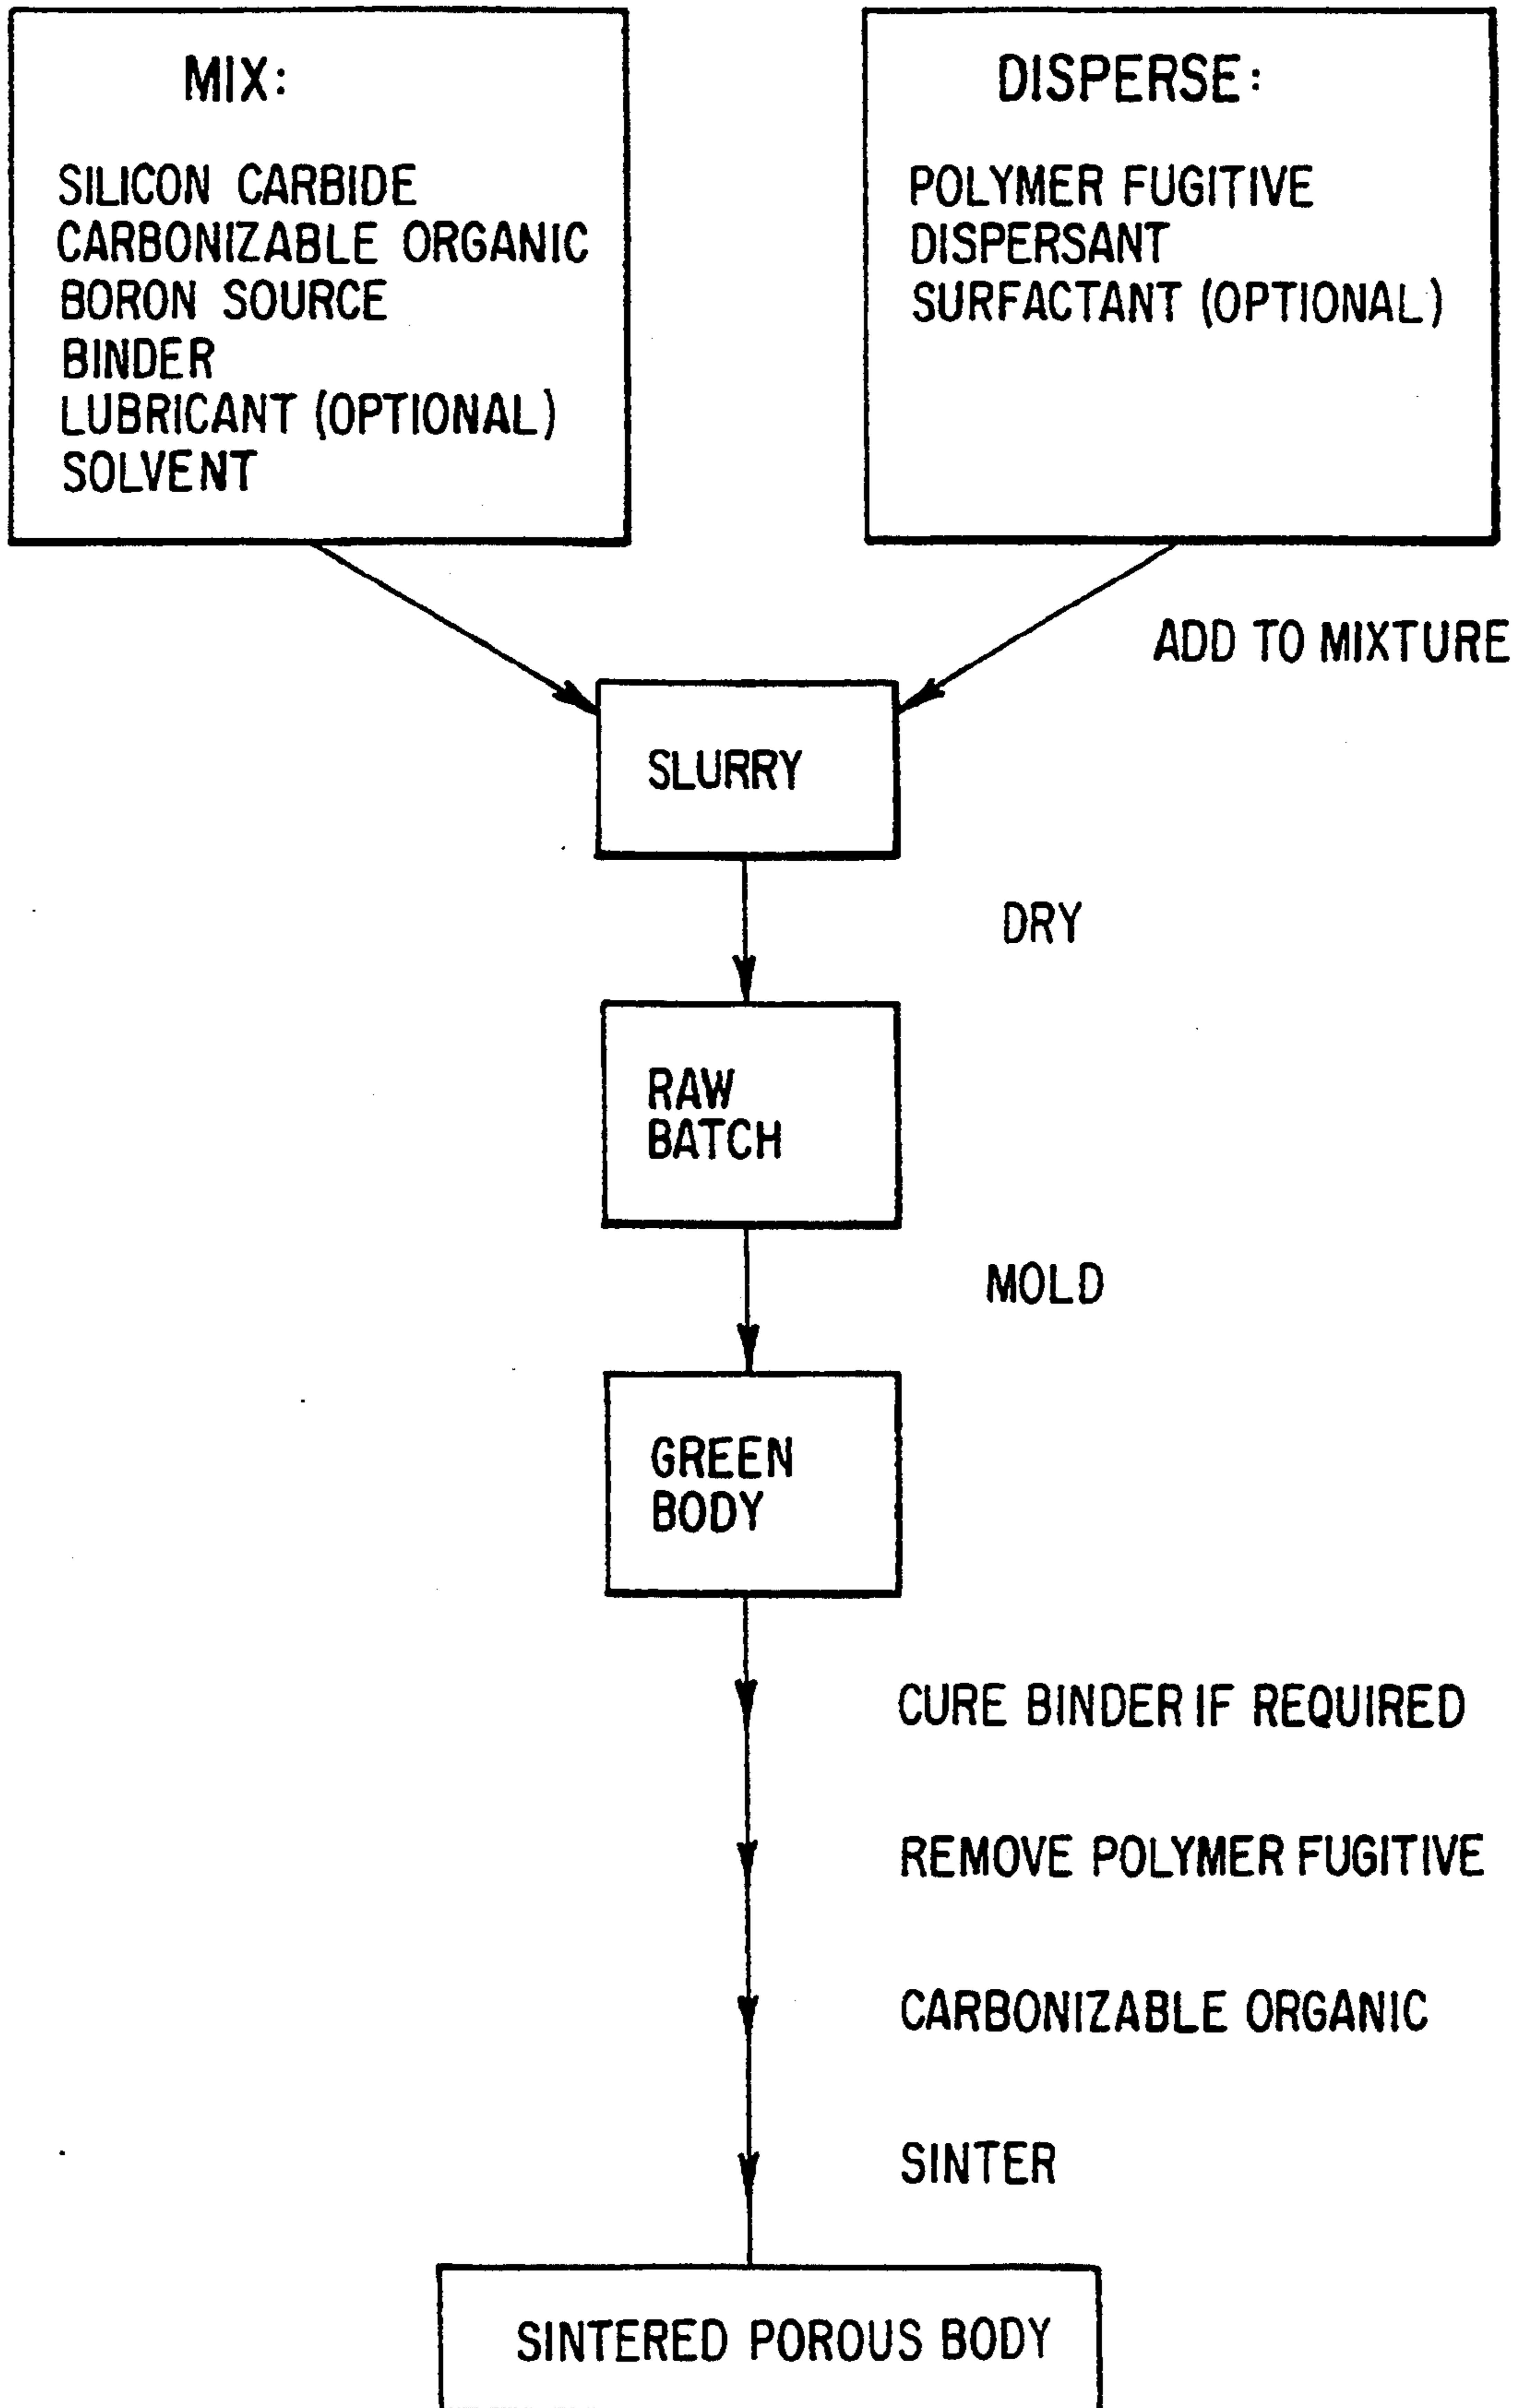 MIX:
SILICON CARBIDE
CARBONIZABLE ORGANIC
BORON SOURCE
BINDER
LUBRICANT (OPTIONAL)
SOLVENT
DISPERSE:
POLYMER FUGITIVE
DISPERSANT
SURFACTANT (OPTIONAL)
ADD TO MIXTURE
SLURRY
DRY
RAW
BATCH
MOLD
GREEN
BODY
CURE BINDER IF REQUIRED
REMOVE POLYMER FUGITIVE
CARBONIZABLE ORGANIC
SINTER
SINTERED POROUS BODY